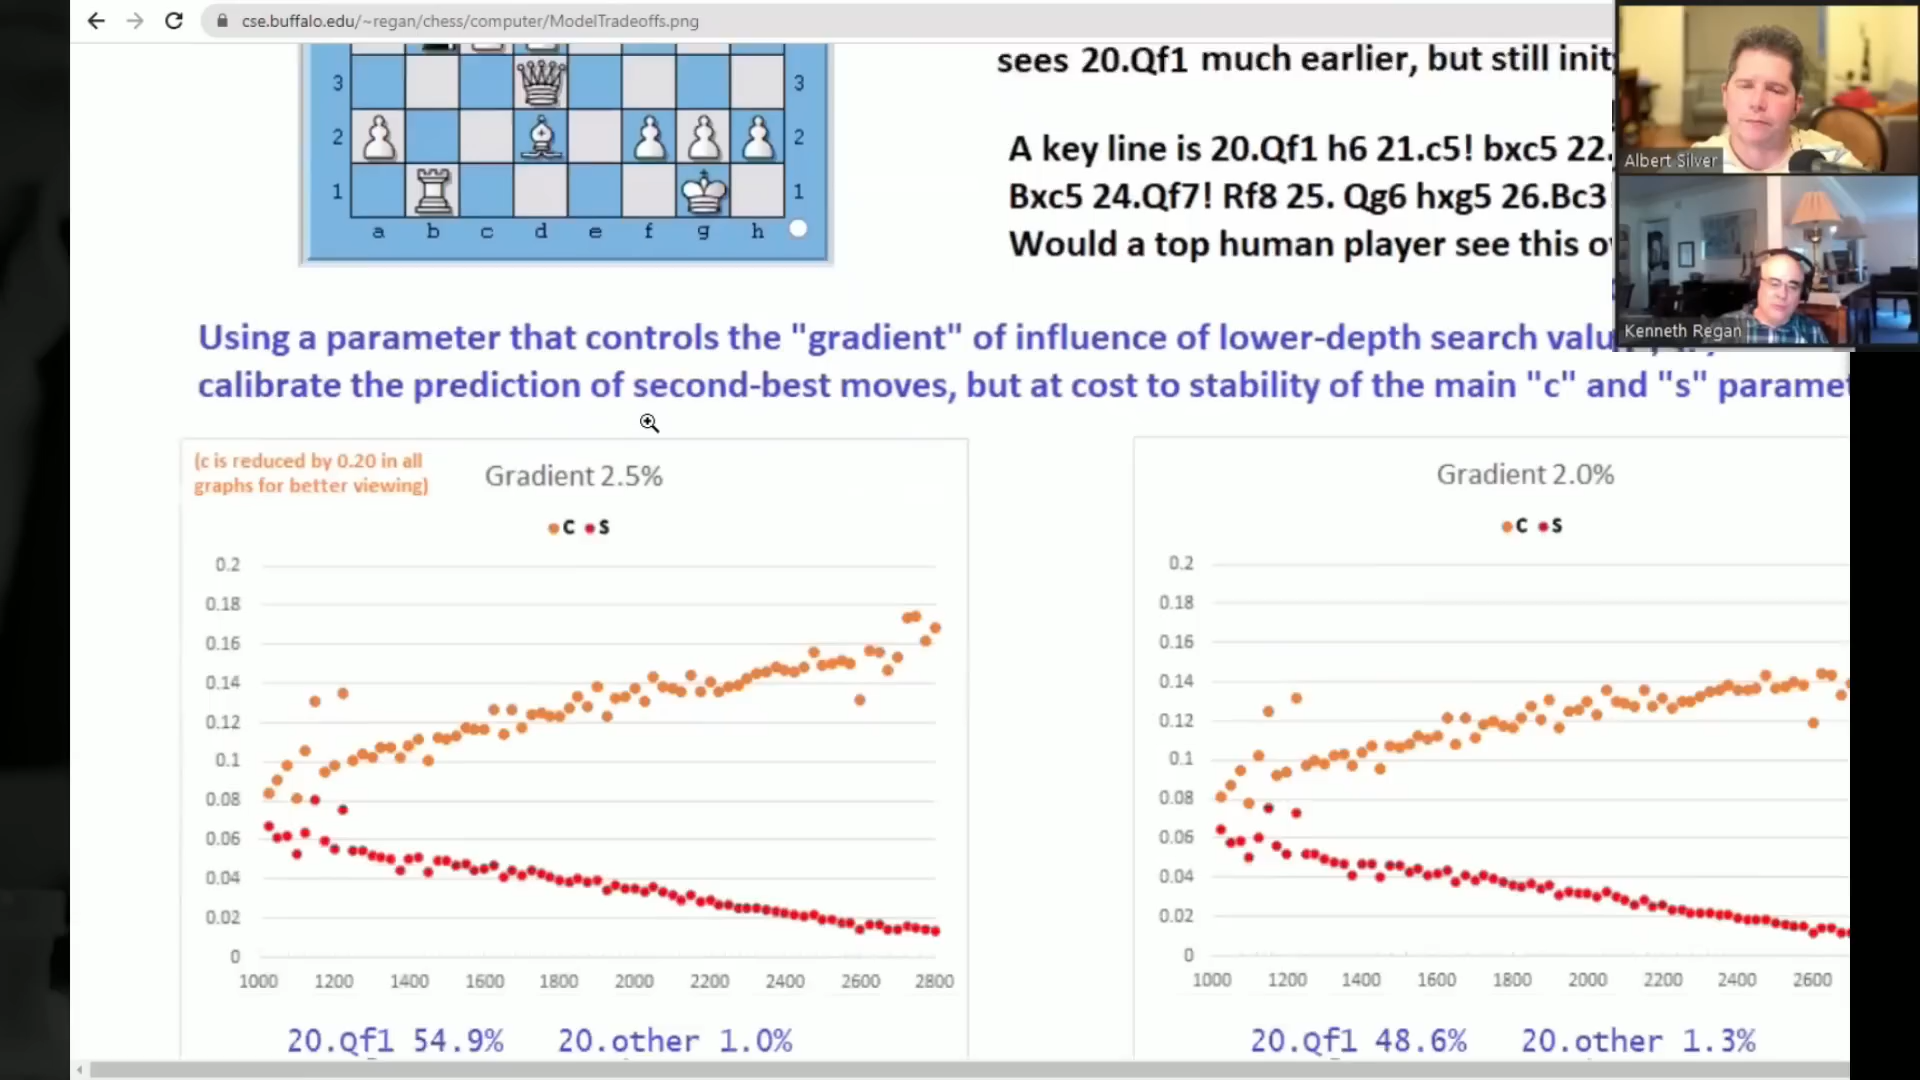 cse.buffalo.edu/~regan/chess/computer/ModelTradeoffs.png
sees 20.Qf1 much earlier, but still
3 3
2 2
1 1
a b c d e f g h
A key line is 20.Qf1 h6 21.c5! bxc5 22.
Bxc5 24.Qf7! Rf8 25. Qg6 hxg5 26.Bc3
Would a top human player see this
Albert Silver
Kenneth Regan
Using a parameter that controls the "gradient" of influence of lower-depth search
calibrate the prediction of second-best moves, but at cost to stability of the main "c" and "s"
(c is reduced by 0.20 in all
graphs for better viewing)
Gradient 2.5%
C S
0.2
0.18
0.16
0.14
0.12
0.1
0.08
0.06
0.04
0.02
0
1000 1200 1400 1600 1800 2000 2200 2400 2600 2800
20.Qf1 54.9% 20.other 1.0%
Gradient 2.0%
C S
0.2
0.18
0.16
0.14
0.12
0.1
0.08
0.06
0.04
0.02
0
1000 1200 1400 1600 1800 2000 2200 2400 2600
20.Qf1 48.6% 20.other 1.3%